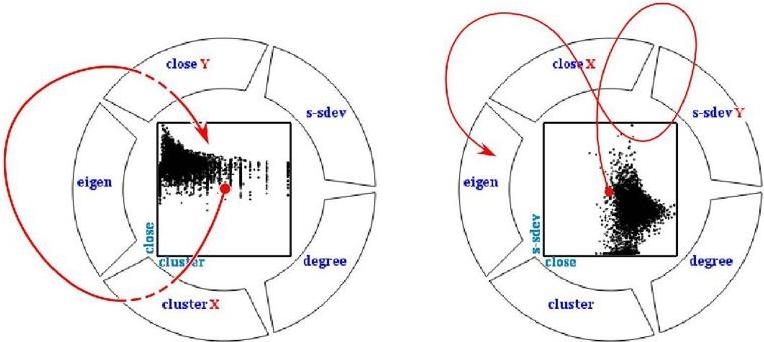 close Y
s-sdev
eigen
close
cluster
degree
cluster X
close X
s-sdev Y
eigen
s-sdev
close
degree
cluster